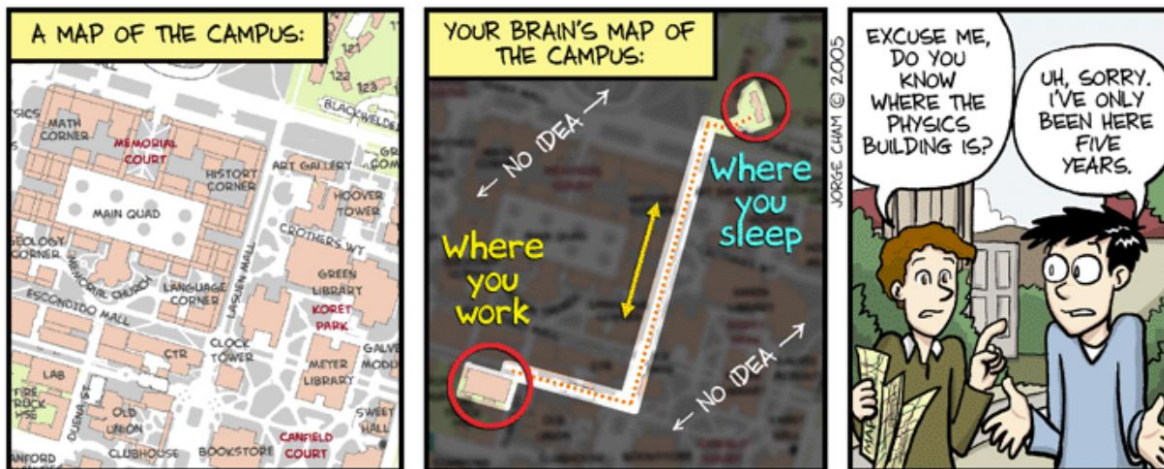 A MAP OF THE CAMPUS:
121
122
123
BLACKWELDER
MATH
CORNER
MEMORIAL
COURT
ART GALLERY
HISTORY
CORNER
HOOVER
TOWER
MAIN QUAD
CROTHERS WY
CORNER
MEMORIAL CHURCH
LANGUAGE
CORNER
LASUEN MALL
GREEN
LIBRARY
ESCONDIDO MALL
KORET
PARK
CLOCK
TOWER
CTR
MEYER
LIBRARY
LAB
DUENA ST
OLD
UNION
SWEET
HALL
CLUBHOUSE
BOOKSTORE
CANFIELD
COURT
YOUR BRAIN'S MAP OF
THE CAMPUS:
NO IDEA
Where
you
sleep
Where
you
work
NO IDEA
JORGE CHAM © 2005
EXCUSE ME,
DO YOU
KNOW
WHERE THE
PHYSICS
BUILDING IS?
UH, SORRY.
I'VE ONLY
BEEN HERE
FIVE
YEARS.
MAP